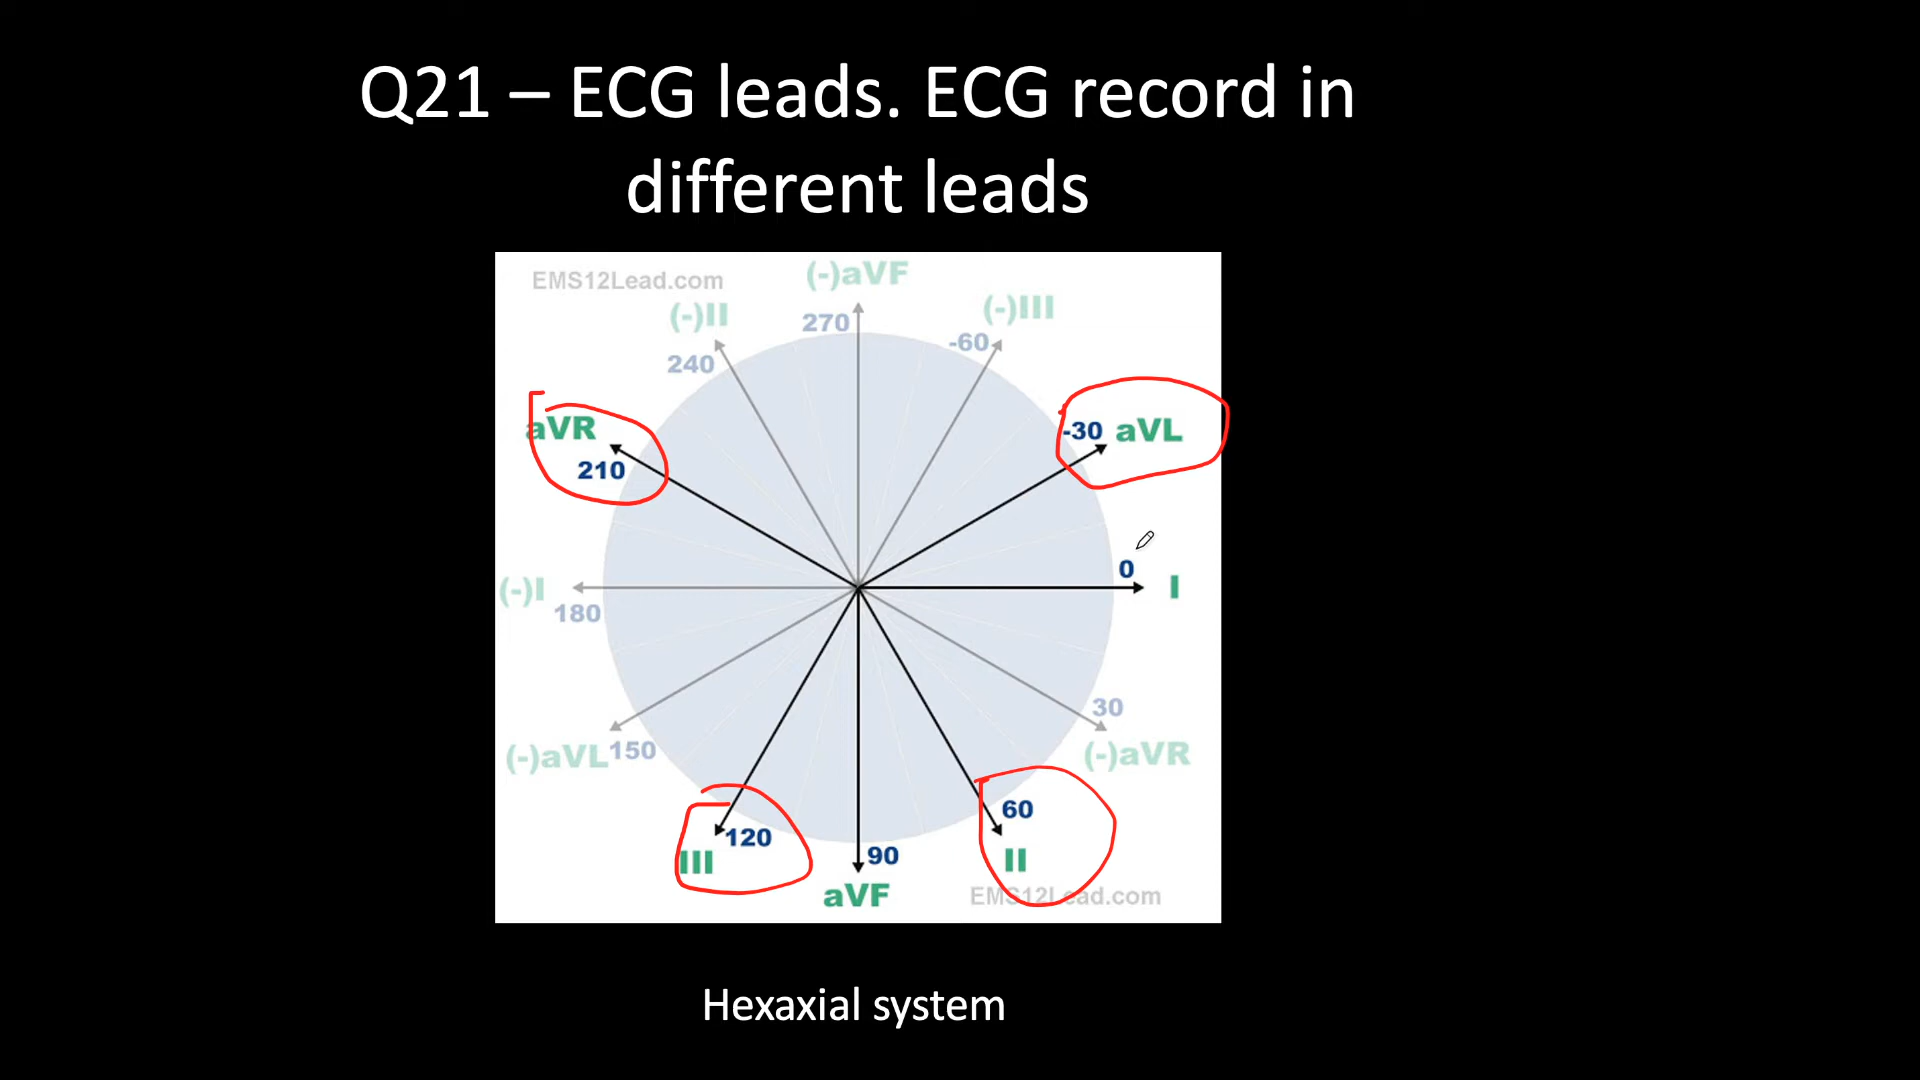 Q21 – ECG leads. ECG record in
different leads
EMS12Lead.com
(-)aVF
(-)II
270
(-)III
240
-60
aVR
210
-30 aVL
0
I
(-)I
180
30
(-)aVL
150
(-)aVR
60
120
III
90
II
aVF
EMS12Lead.com
Hexaxial system